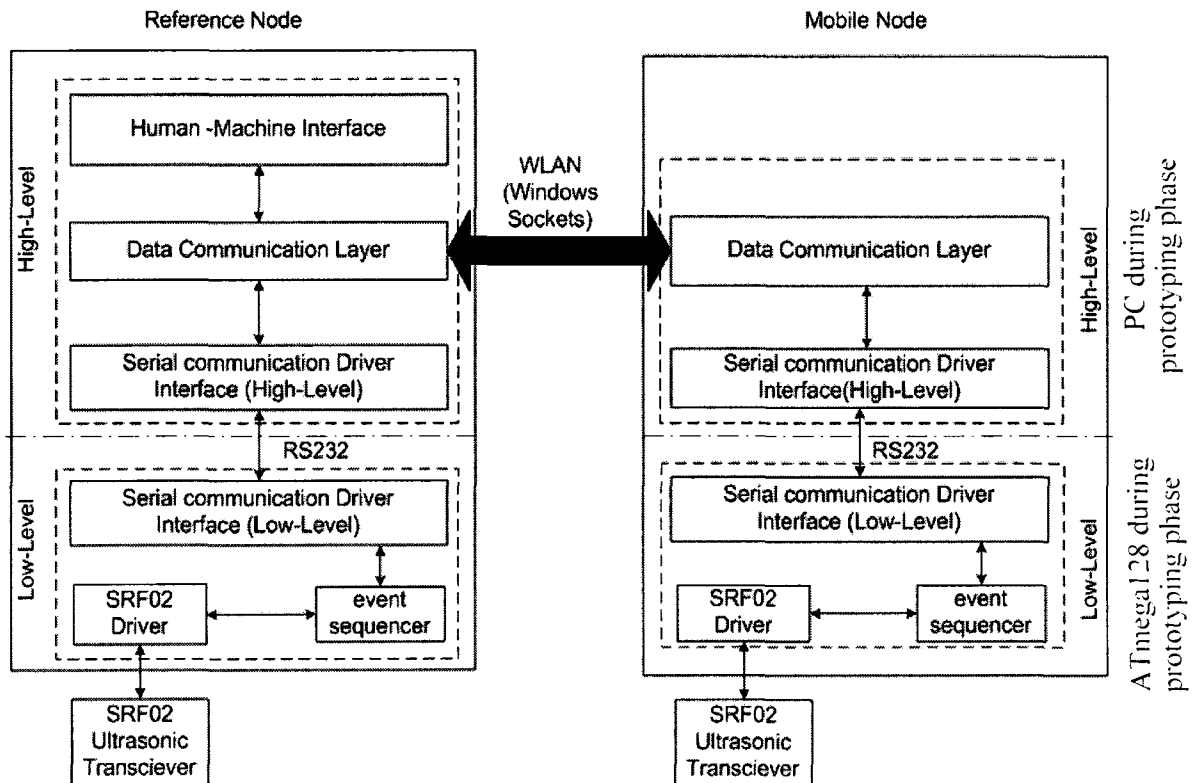 Reference Node
Mobile Node
High-Level
Human -Machine Interface
Data Communication Layer
Serial communication Driver
Interface (High-Level)
WLAN
(Windows
Sockets)
Data Communication Layer
Serial communication Driver
Interface(High-Level)
High-Level
PC during
prototyping phase
RS232
RS232
Low-Level
Serial communication Driver
Interface (Low-Level)
SRF02
Driver
event
sequencer
SRF02
Ultrasonic
Transciever
Serial communication Driver
Interface (Low-Level)
SRF02
Driver
event
sequencer
SRF02
Ultrasonic
Transciever
Low-Level
ATmega128 during
prototyping phase